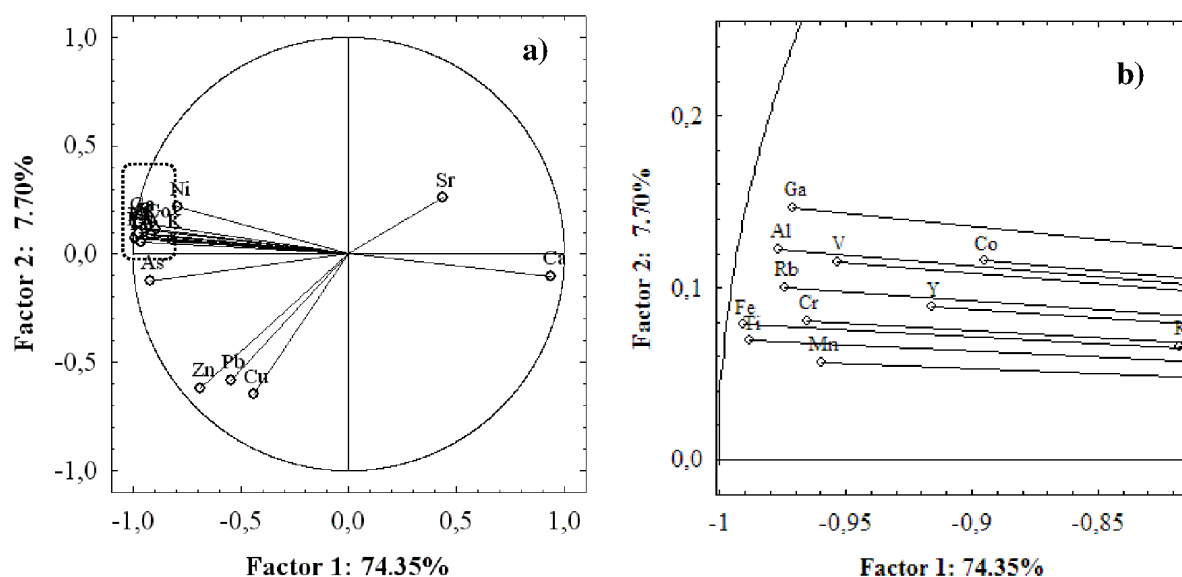 a)
1,0
0,5
0,0
-0,5
-1,0
Factor 2: 7.70%
Ni
Co
K
As
Sr
Ca
Zn
Pb
Cu
-1,0 -0,5 0,0 0,5 1,0
Factor 1: 74.35%
b)
0,2
0,1
0,0
Factor 2: 7.70%
Ga
Al
V
Co
Rb
Y
Fe
Ti
Cr
K
Mn
-1 -0,95 -0,9 -0,85
Factor 1: 74.35%